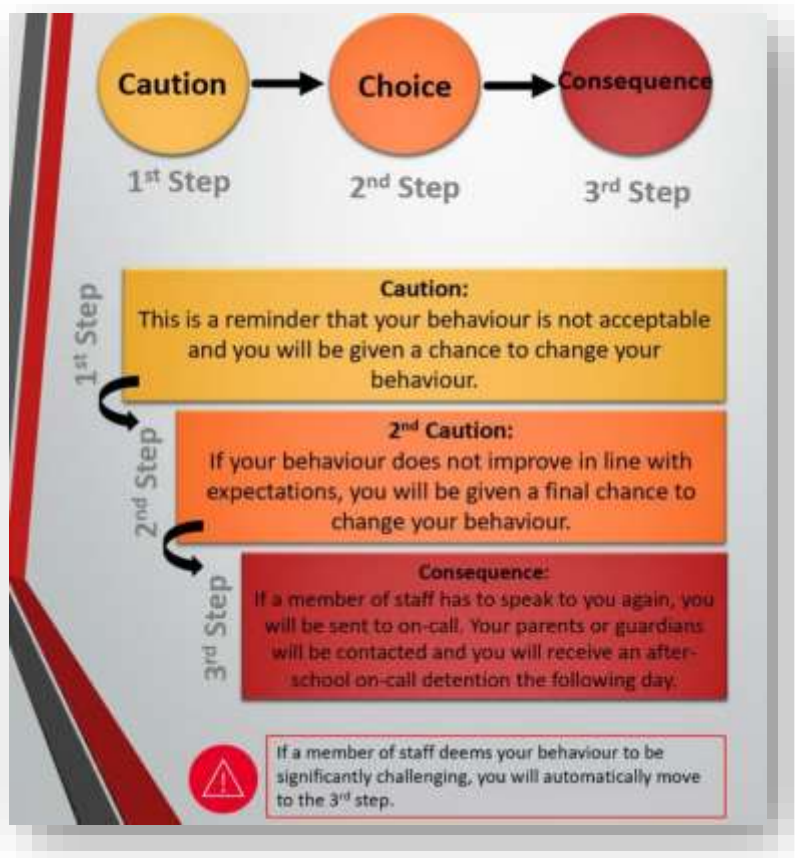 Caution
Choice
Consequence
1st Step
2nd Step
3rd Step
1st Step
Caution:
This is a reminder that your behaviour is not acceptable
and you will be given a chance to change your
behaviour.
2nd Step
2nd Caution:
If your behaviour does not improve in line with
expectations, you will be given a final chance to
change your behaviour.
3rd Step
Consequence:
If a member of staff has to speak to you again, you
will be sent to on-call. Your parents or guardians
will be contacted and you will receive an after-
school on-call detention the following day.
If a member of staff deems your behaviour to be
significantly challenging, you will automatically move
to the 3rd step.